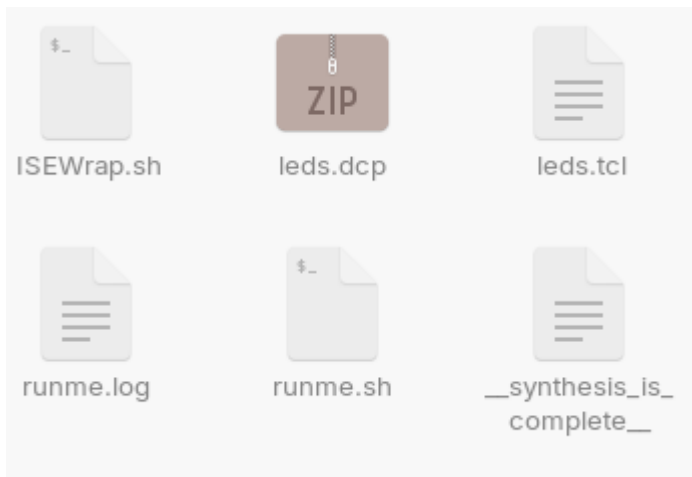 $_
ZIP
ISEWrap.sh
leds.dcp
leds.tcl
$_
runme.log
runme.sh
__synthesis_is_
complete__